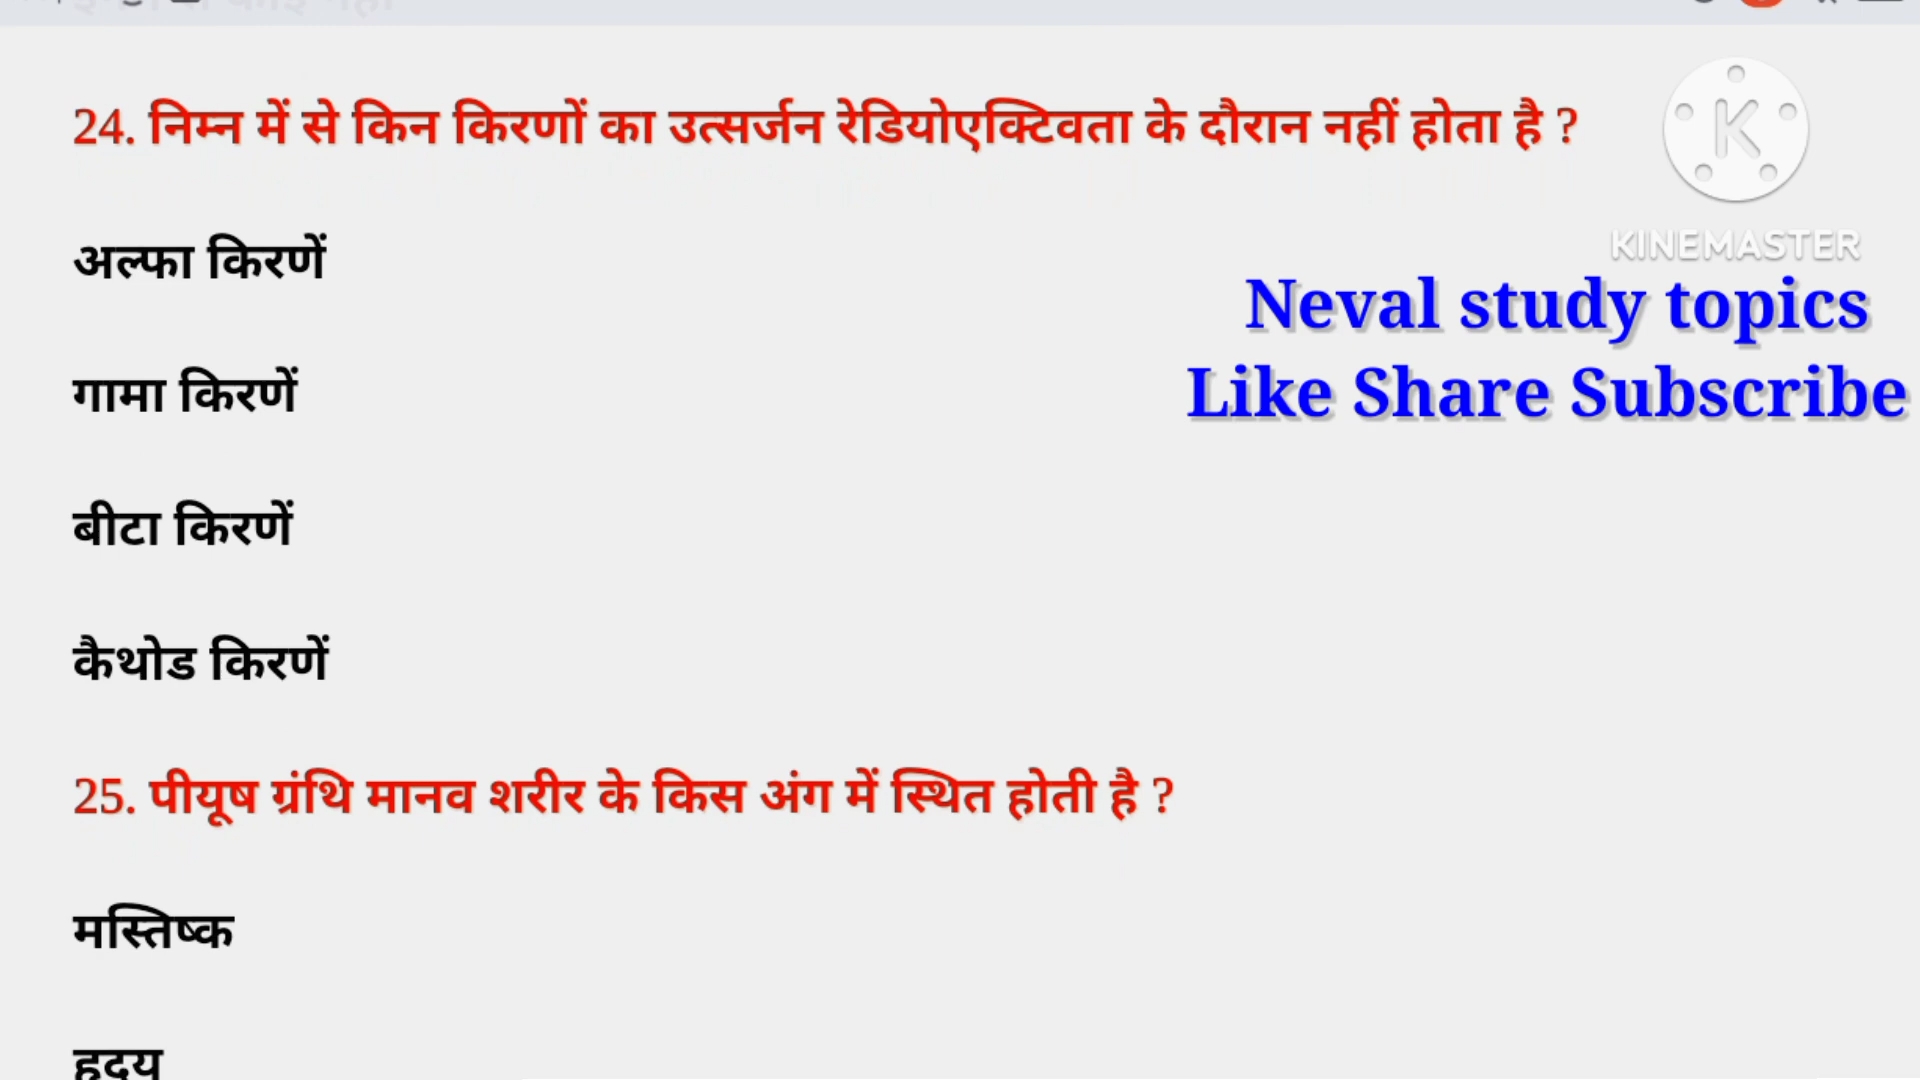 24. निम्न में से किन किरणों का उत्सर्जन रेडियोएक्टिवता के दौरान नहीं होता है ?
अल्फा किरणें
KINEMASTER
Neval study topics
गामा किरणें
Like Share Subscribe
बीटा किरणें
कैथोड किरणें
25. पीयूष ग्रंथि मानव शरीर के किस अंग में स्थित होती है ?
मस्तिष्क
हृदय